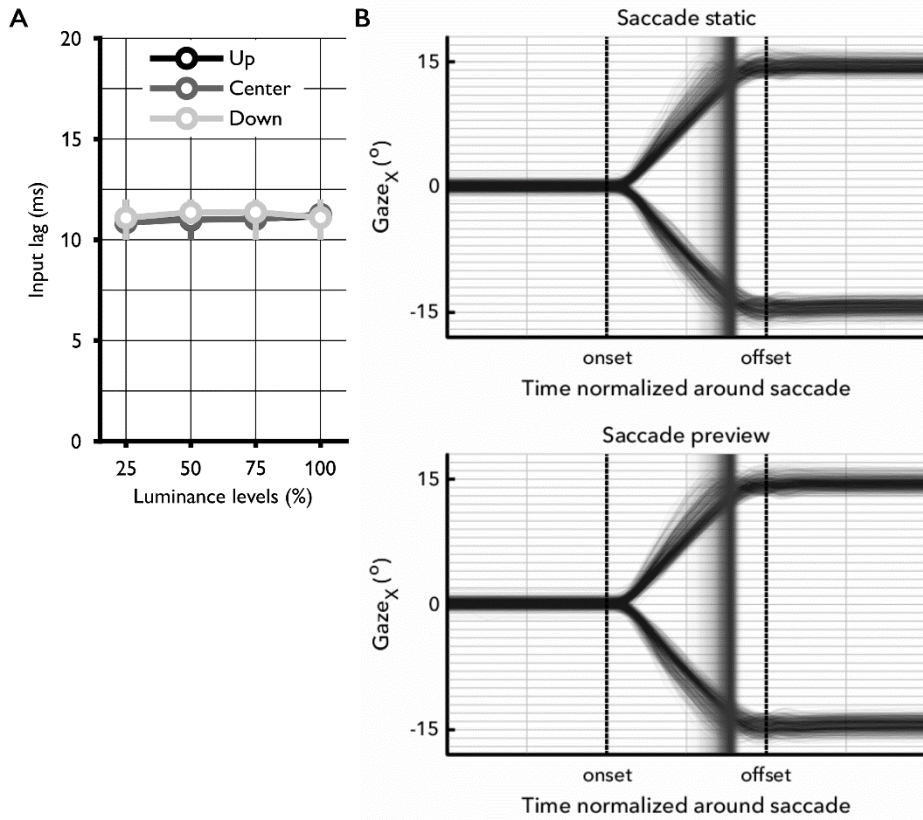 A
20
15
10
5
0
Input lag (ms)
Up
Center
Down
25 50 75 100
Luminance levels (%)
B
Saccade static
15
0
-15
GazeX (o)
onset offset
Time normalized around saccade
Saccade preview
15
0
-15
GazeX (o)
onset offset
Time normalized around saccade